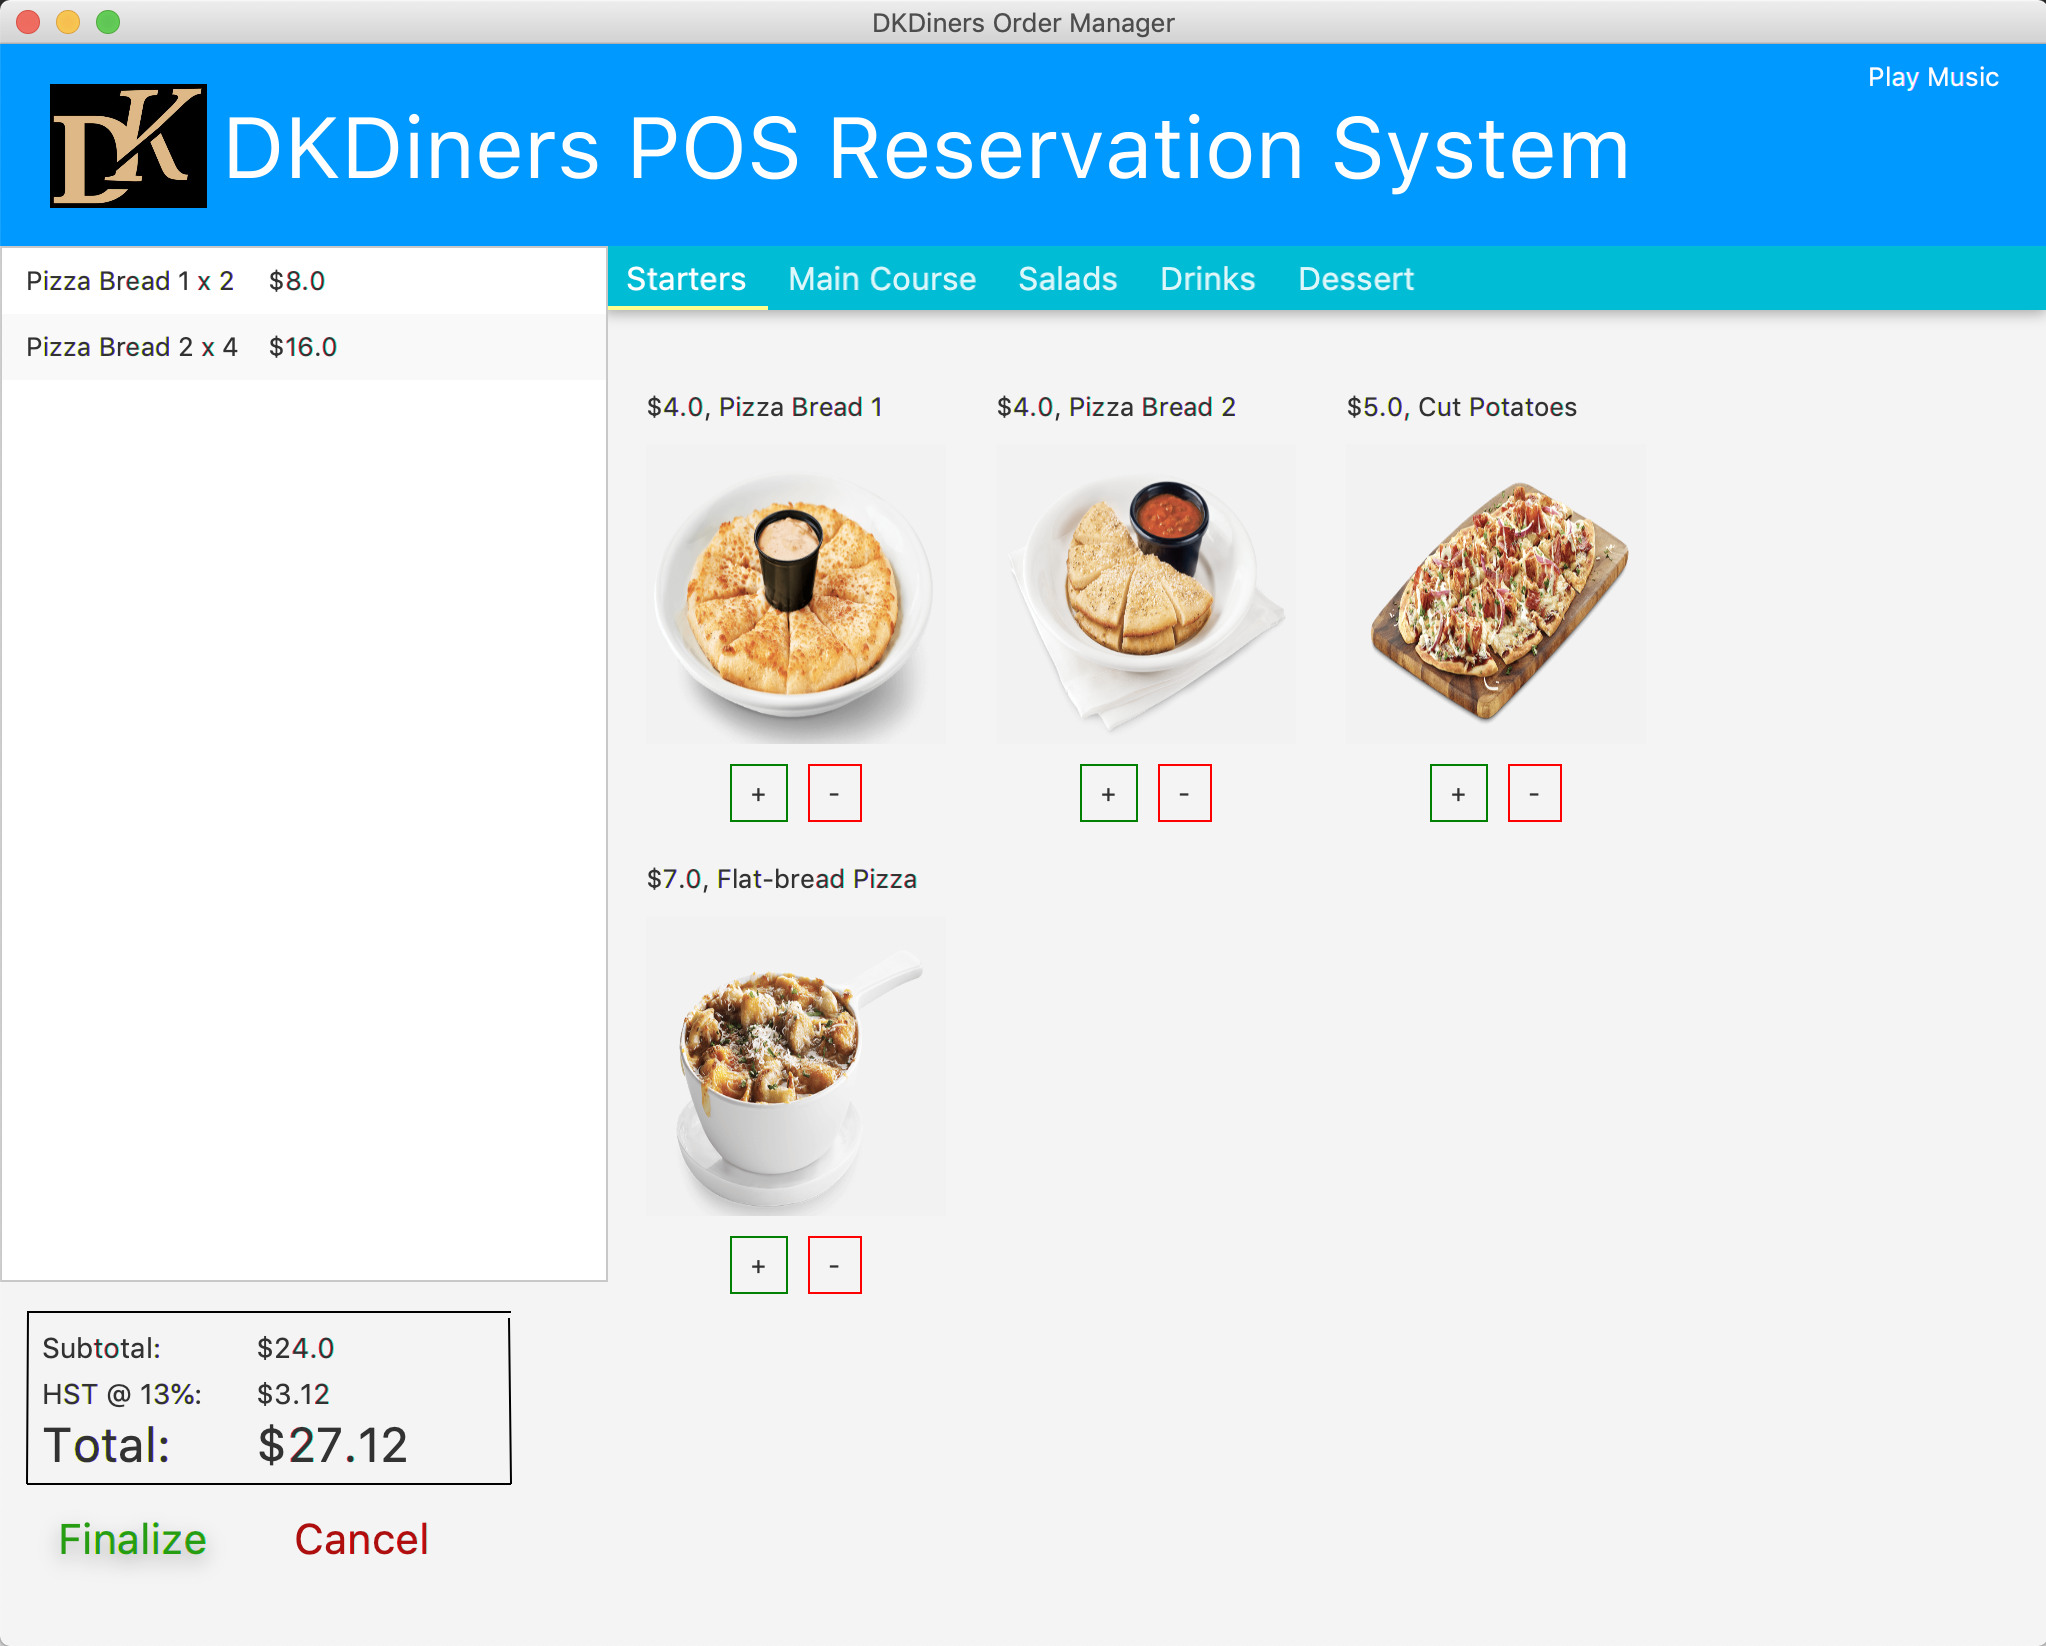 DKDiners Order Manager
Play Music
DK
DKDiners POS Reservation System
Pizza Bread 1 x 2 $8.0
Pizza Bread 2 x 4 $16.0
Starters Main Course Salads Drinks Dessert
$4.0, Pizza Bread 1 $4.0, Pizza Bread 2 $5.0, Cut Potatoes
+ - + - + -
$7.0, Flat-bread Pizza
+ -
Subtotal: $24.0
HST @ 13%: $3.12
Total: $27.12
Finalize Cancel